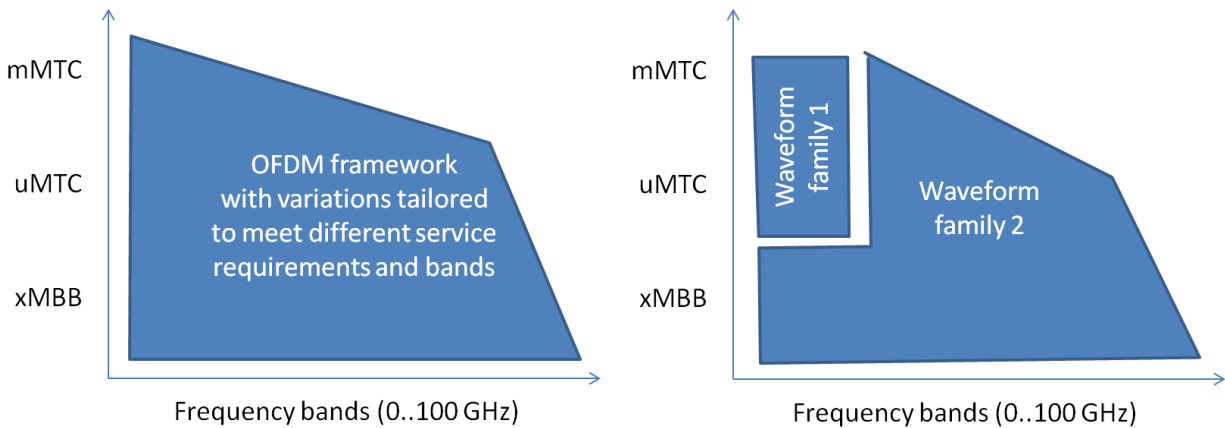 mMTC
uMTC
xMBB
OFDM framework
with variations tailored
to meet different service
requirements and bands
Frequency bands (0..100 GHz)
mMTC
uMTC
xMBB
Waveform
family 1
Waveform
family 2
Frequency bands (0..100 GHz)